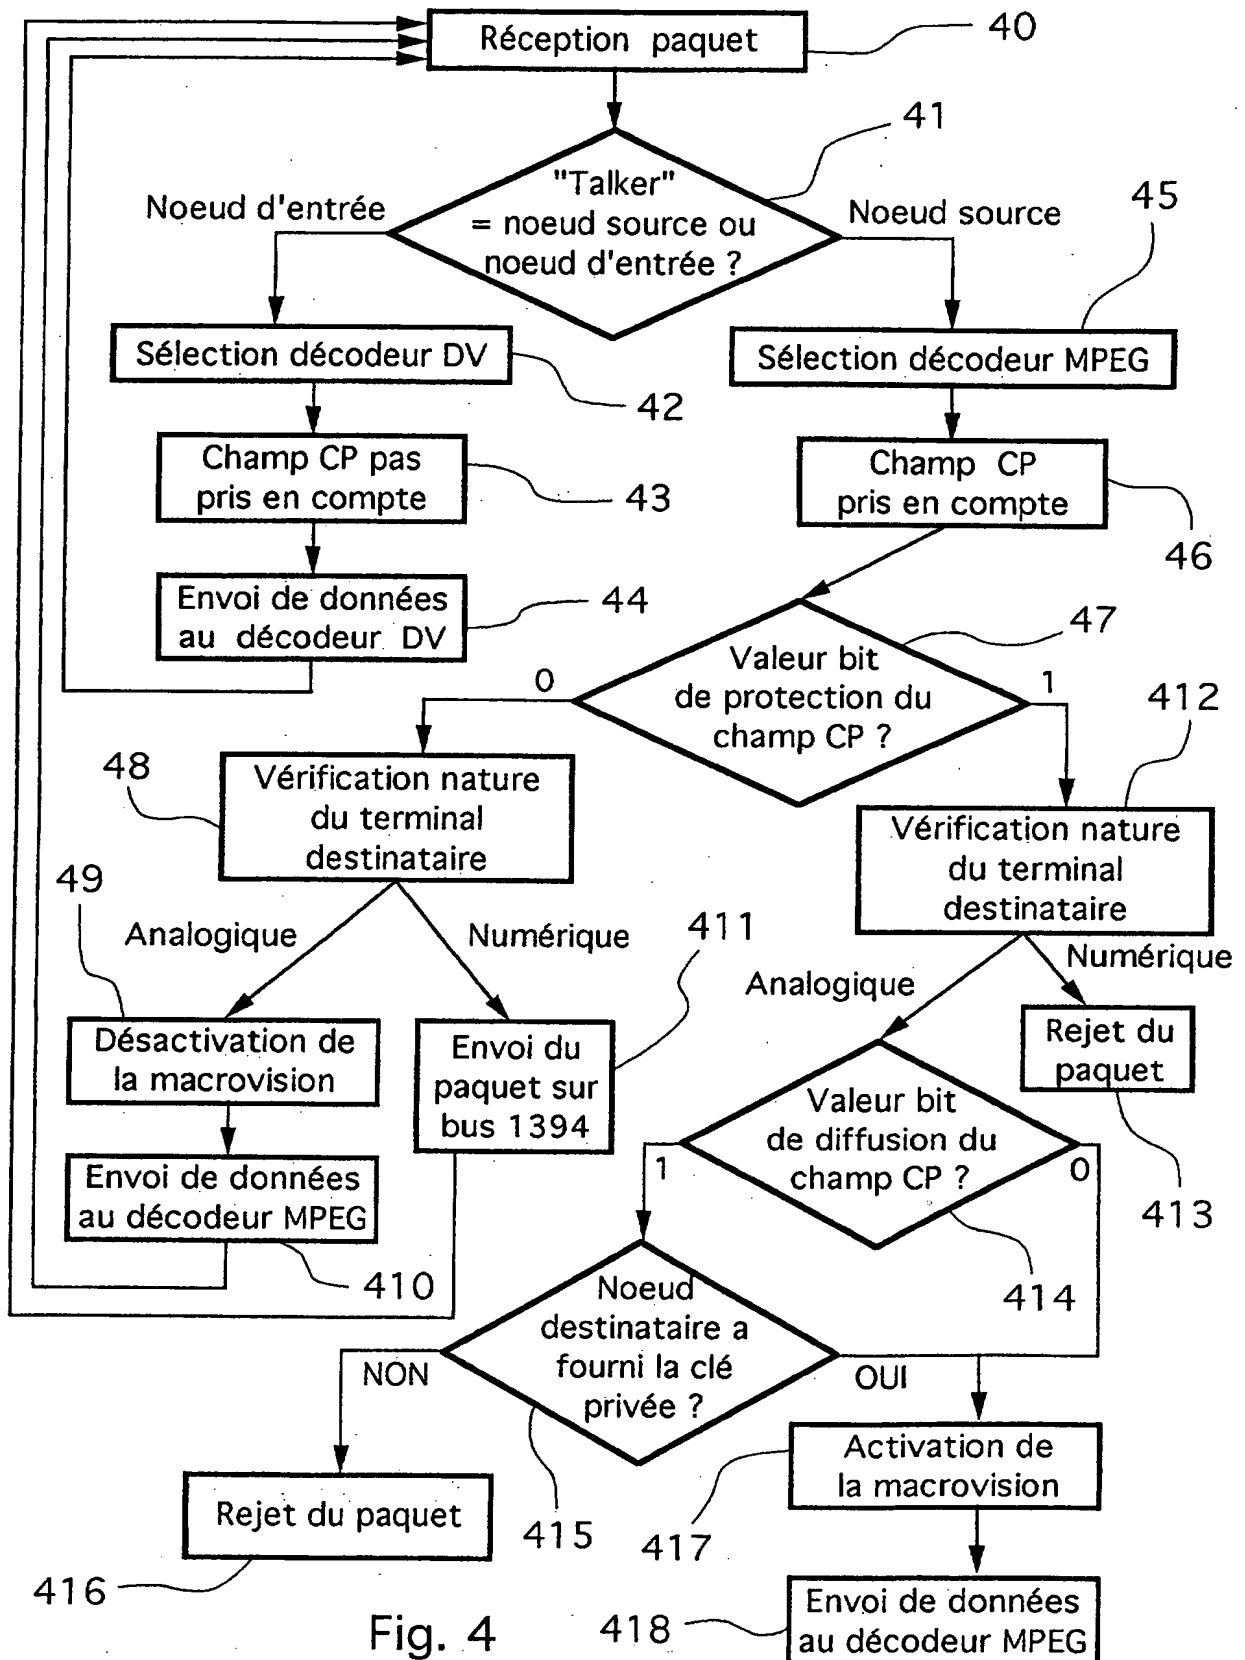 Réception paquet
40
41
"Talker"
= noeud source ou
noeud d'entrée ?
Noeud d'entrée
Noeud source
45
Sélection décodeur DV
42
Sélection décodeur MPEG
Champ CP pas
pris en compte
43
Champ CP
pris en compte
46
Envoi de données
au décodeur DV
44
47
Valeur bit
de protection du
champ CP ?
0
1
412
48
Vérification nature
du terminal
destinataire
Vérification nature
du terminal
destinataire
49
Analogique
Numérique
411
Analogique
Numérique
Désactivation de
la macrovision
Envoi du
paquet sur
bus 1394
Rejet du
paquet
413
Valeur bit
de diffusion du
champ CP ?
1
0
414
Envoi de données
au décodeur MPEG
410
Noeud
destinataire a
fourni la clé
privée ?
NON
OUI
415
Rejet du paquet
416
Activation de
la macrovision
417
Envoi de données
au décodeur MPEG
418
Fig. 4